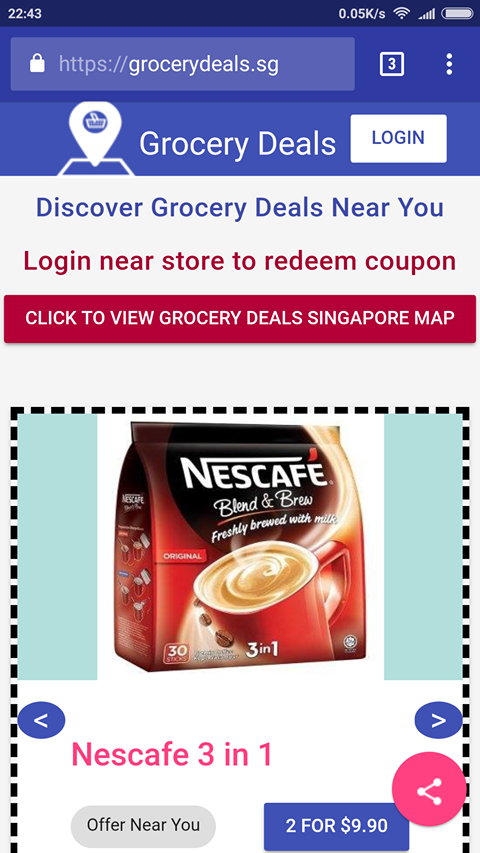 22:43
0.05K/s
https://grocerydeals.sg
3
Grocery Deals
LOGIN
Discover Grocery Deals Near You
Login near store to redeem coupon
CLICK TO VIEW GROCERY DEALS SINGAPORE MAP
NESCAFÉ
NESCAFÉ
Blend & Brew
Freshly brewed with milk
ORIGINAL
30
STICKS
3in1
<
>
Nescafe 3 in 1
Offer Near You
2 FOR $9.90